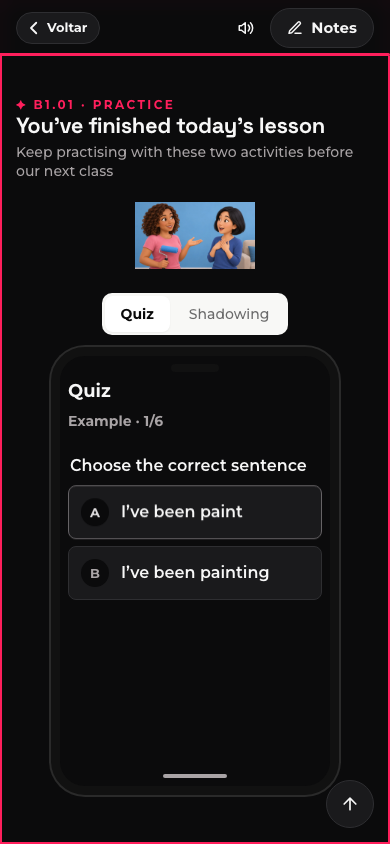 Voltar
Notes
B1.01 · PRACTICE
You've finished today's lesson
Keep practising with these two activities before
our next class
Quiz
Shadowing
Quiz
Example · 1/6
Choose the correct sentence
A
I've been paint
B
I've been painting